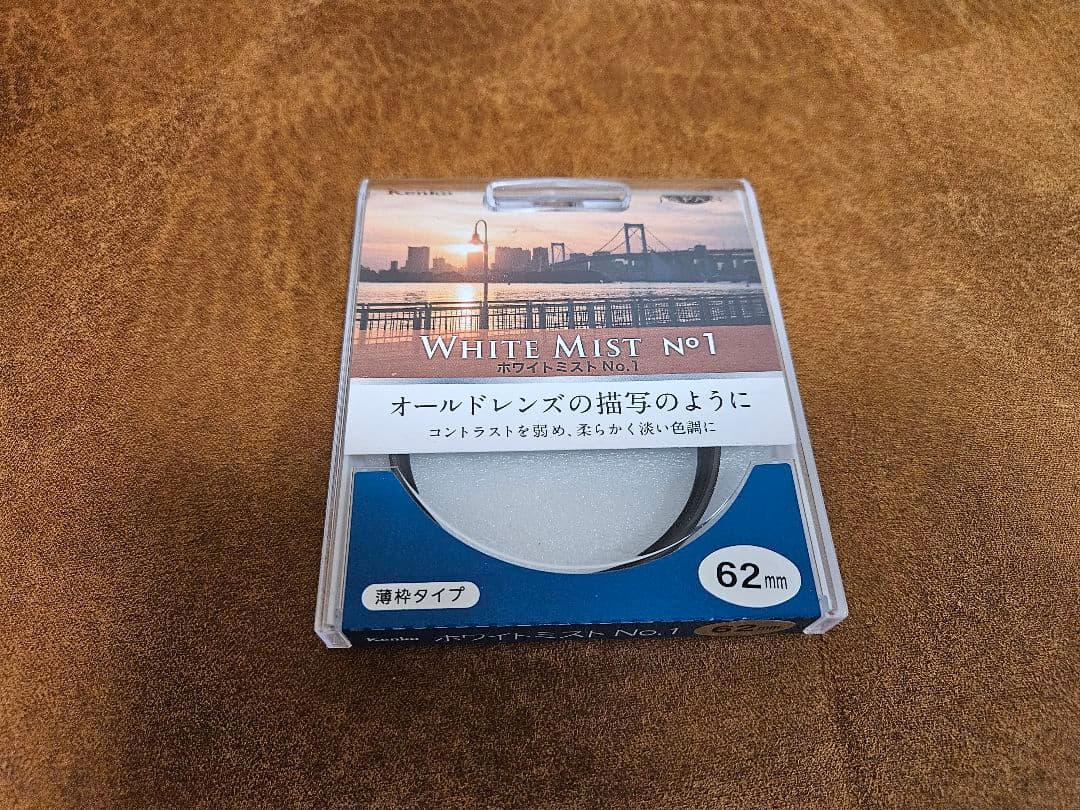 Kenko
WHITE MIST No1
ホワイトミスト No.1
オールドレンズの描写のように
コントラストを弱め、柔らかく淡い色調に
薄枠タイプ
62mm
Kenko ホワイトミスト No.1 62